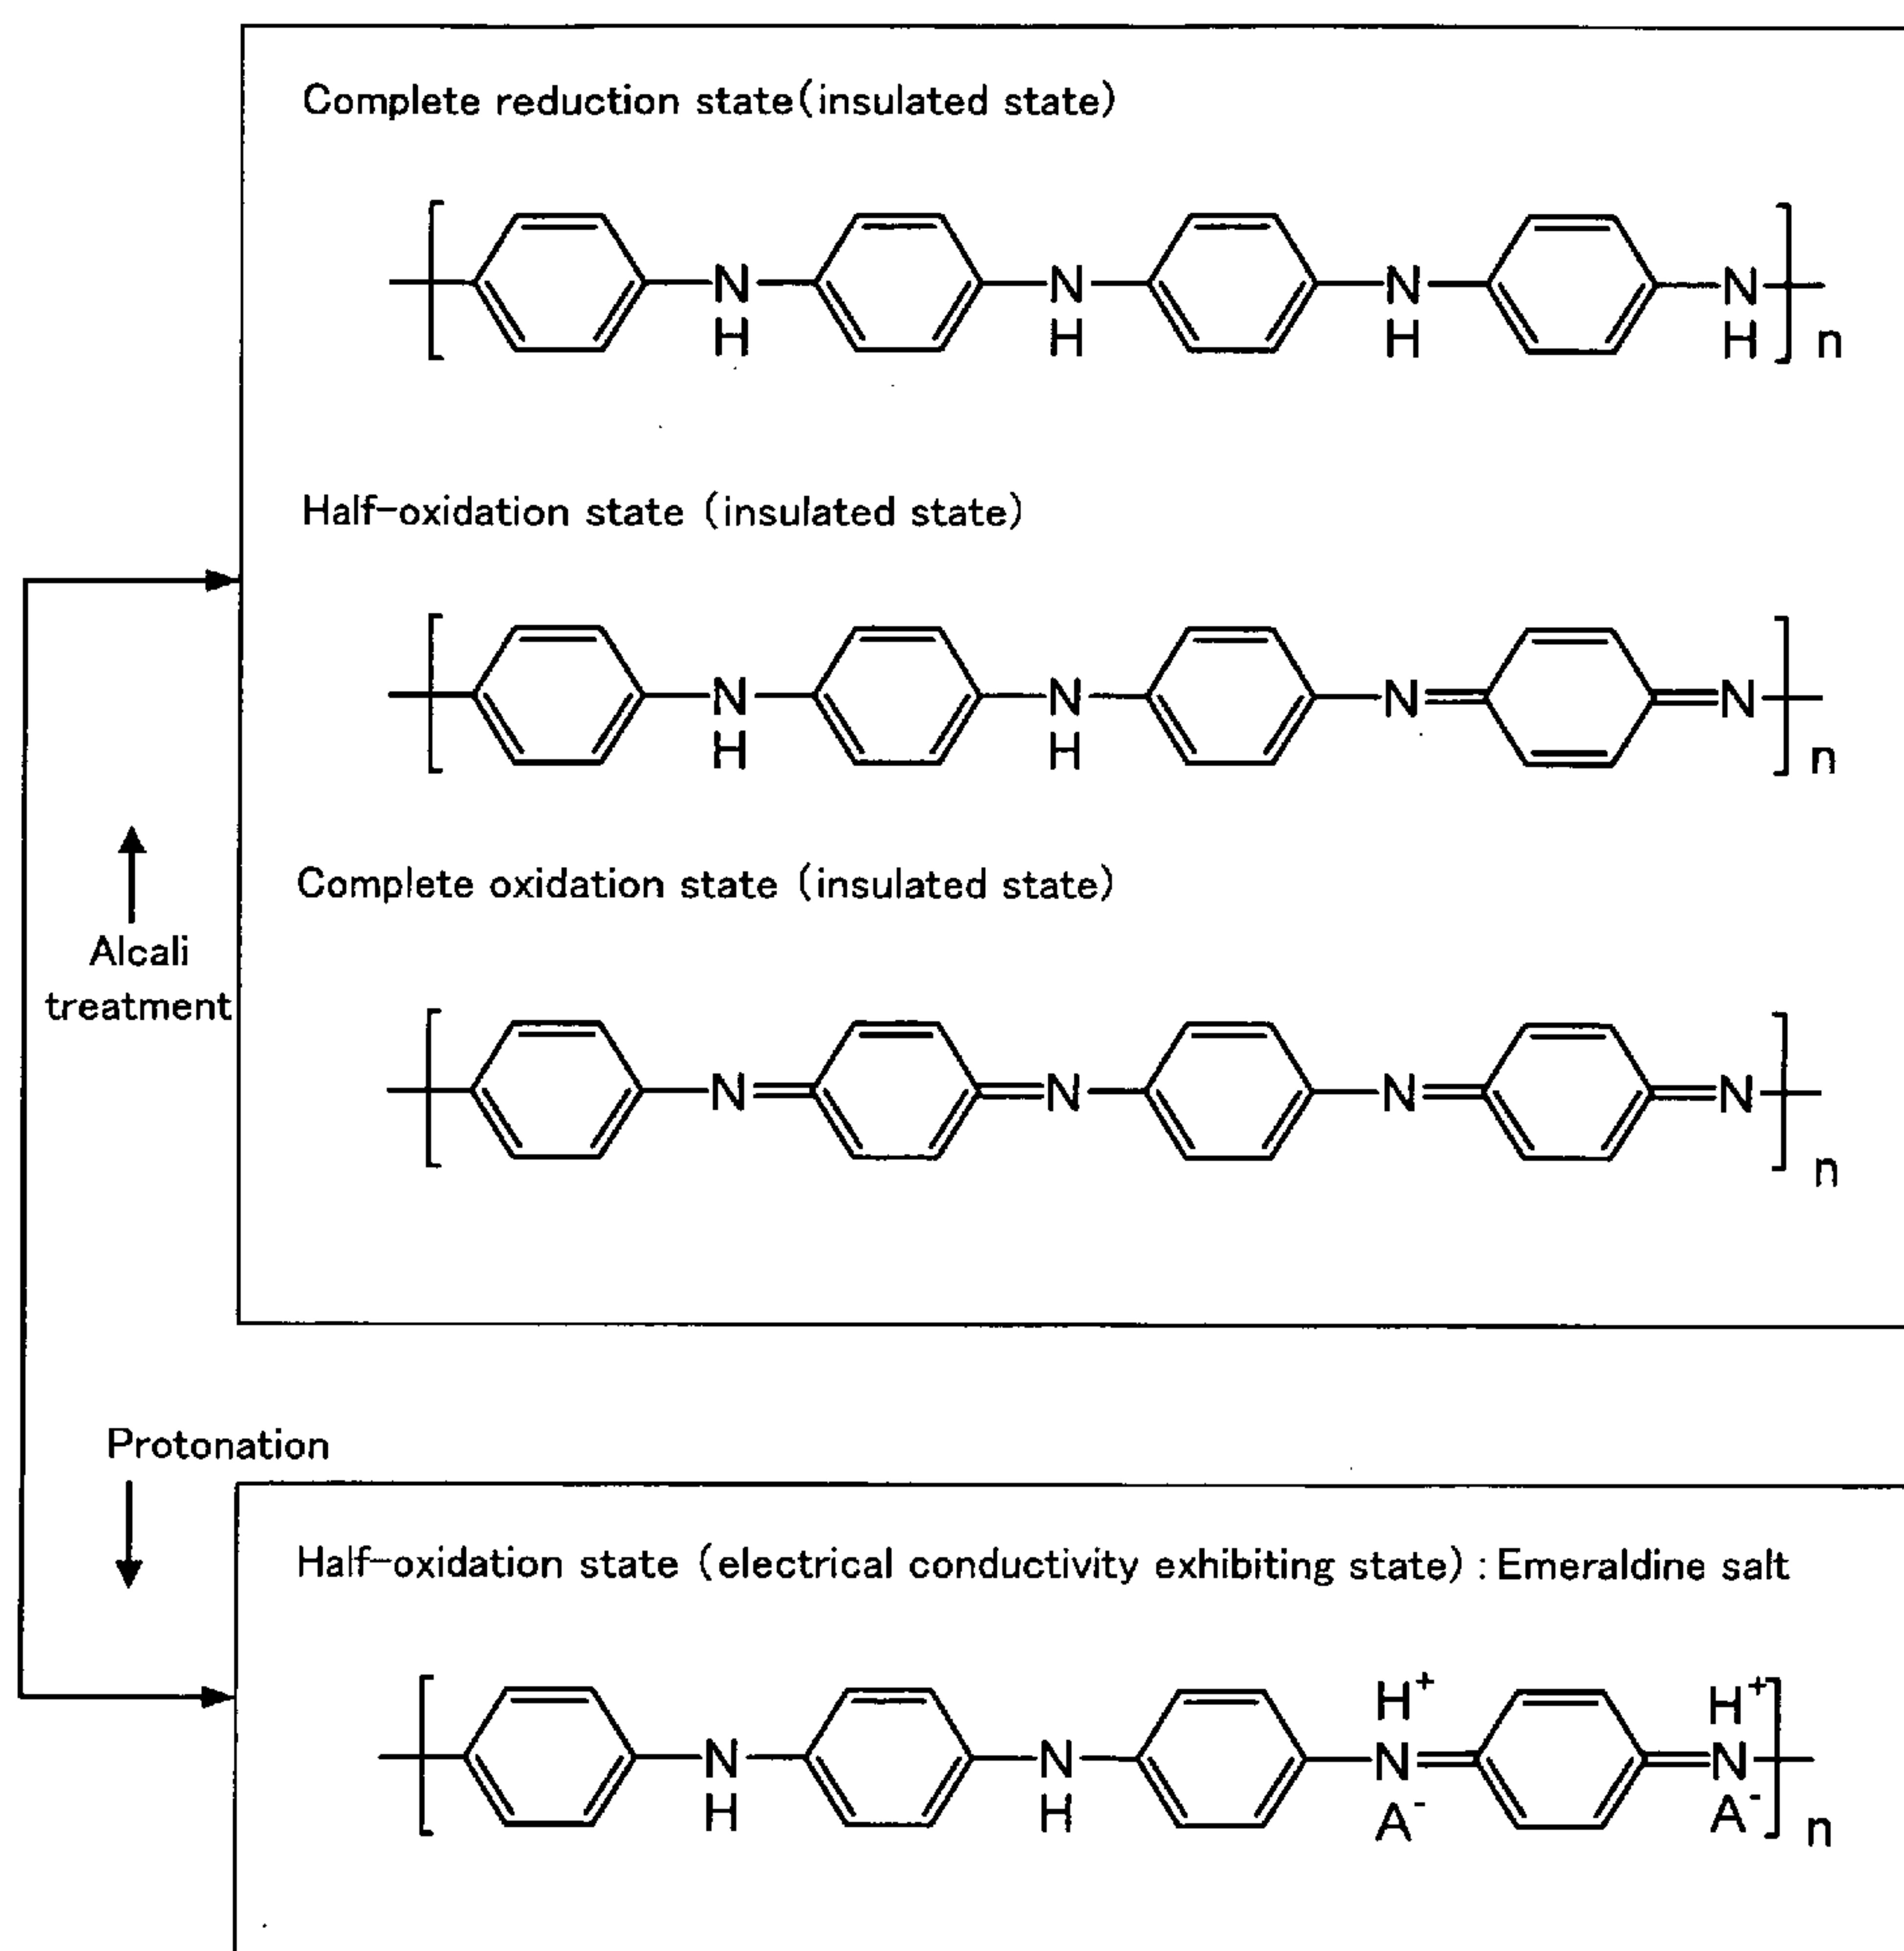 Complete reduction state(insulated state)
N N N N
H H H H n
Half-oxidation state (insulated state)
N N N N
H H n
Alcali
treatment
Complete oxidation state (insulated state)
N N N N
n
Protonation
Half-oxidation state (electrical conductivity exhibiting state) : Emeraldine salt
H+ H+
N N N N
H H A- A- n